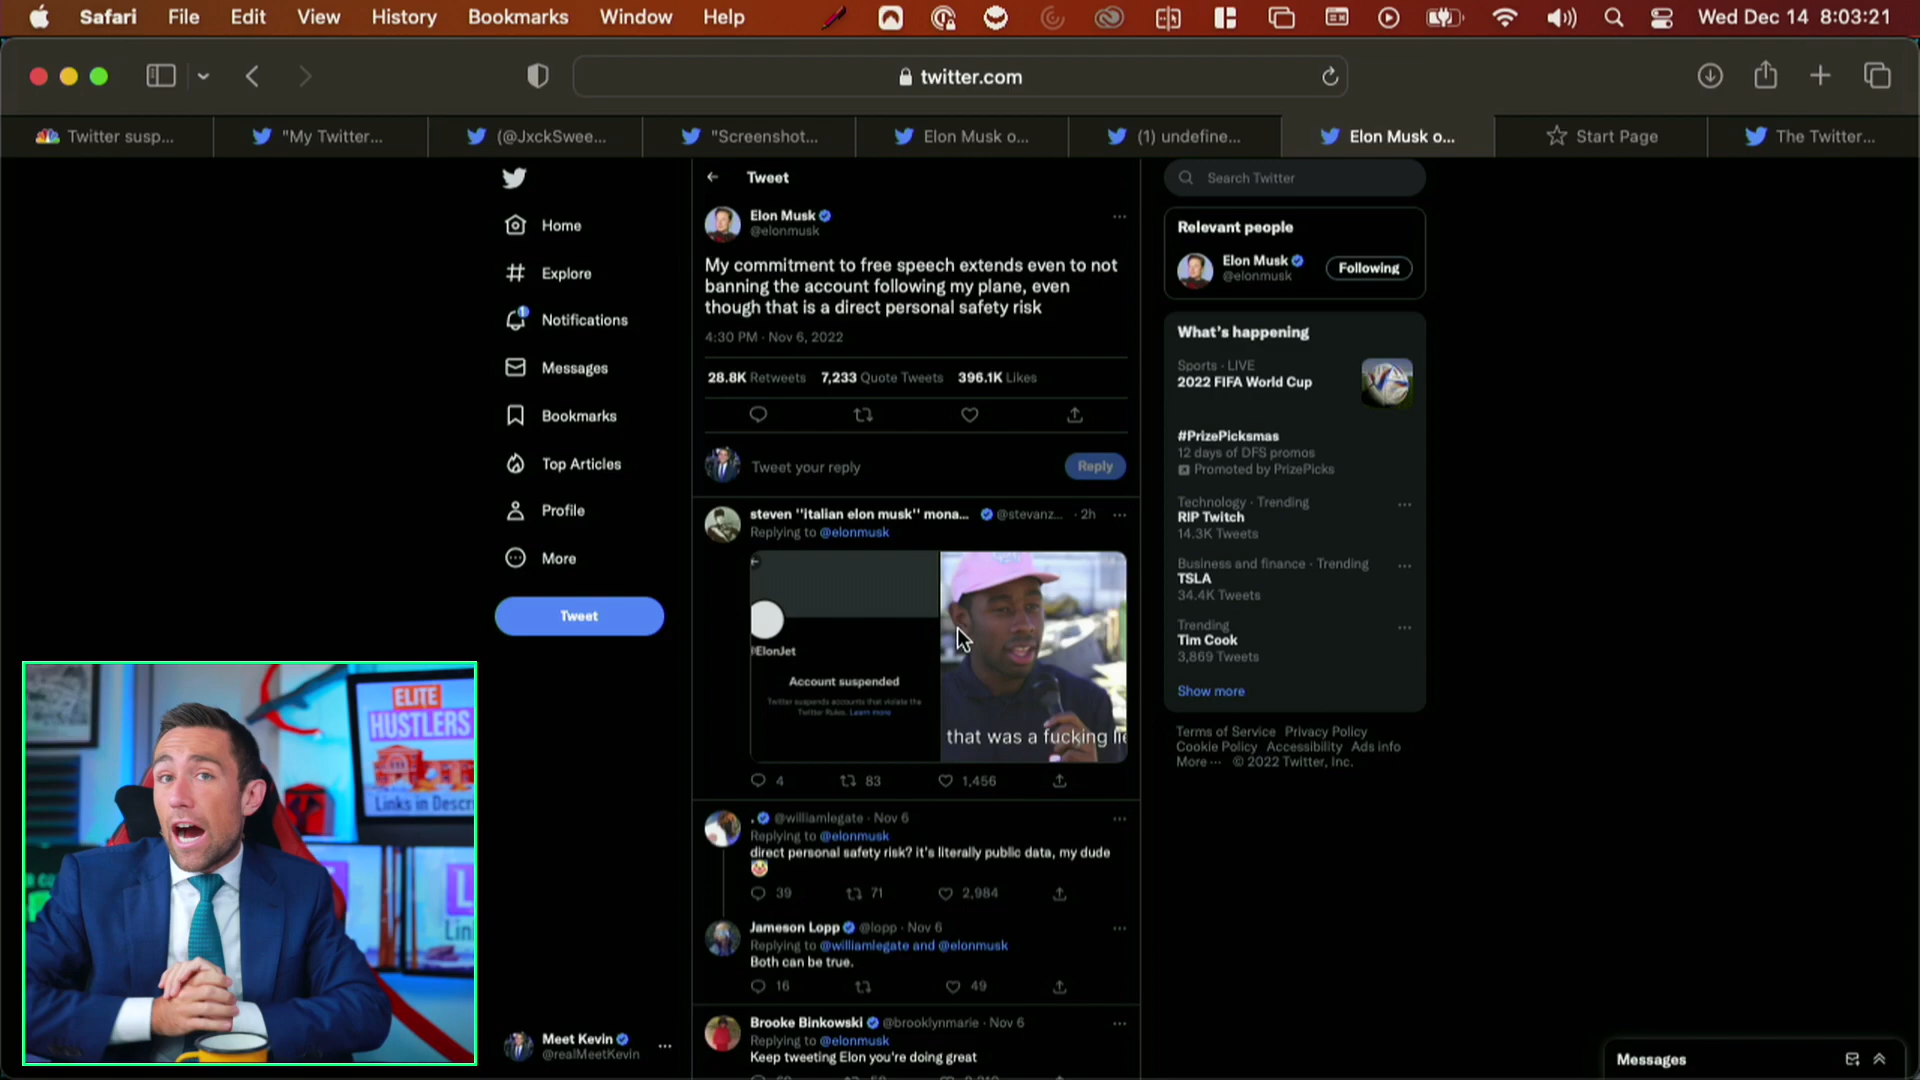 Safari File Edit View History Bookmarks Window Help Wed Dec 14 8:03:21
twitter.com
Twitter susp...
"My Twitter...
(@JxckSwee...
"Screenshot...
Elon Musk o...
(1) undefine...
Elon Musk o...
Start Page
The Twitter...
Home
Explore
Notifications
Messages
Bookmarks
Top Articles
Profile
More
Tweet
Meet Kevin
@realMeetKevin
Tweet
Elon Musk
@elonmusk
My commitment to free speech extends even to not
banning the account following my plane, even
though that is a direct personal safety risk
4:30 PM · Nov 6, 2022
28.8K Retweets 7,233 Quote Tweets 396.1K Likes
Tweet your reply
Reply
steven "italian elon musk" mona... @stevanz... · 2h
Replying to @elonmusk
ElonJet
Account suspended
Twitter suspends accounts that violate the
Twitter Rules. Learn more
that was a fucking lie
4 83 1,456
. @williamlegate · Nov 6
Replying to @elonmusk
direct personal safety risk? it's literally public data, my dude
39 71 2,984
Jameson Lopp @lopp · Nov 6
Replying to @williamlegate and @elonmusk
Both can be true.
16 49
Brooke Binkowski @brooklynmarie · Nov 6
Replying to @elonmusk
Keep tweeting Elon you're doing great
Search Twitter
Relevant people
Elon Musk
@elonmusk
Following
What's happening
Sports · LIVE
2022 FIFA World Cup
#PrizePicksmas
12 days of DFS promos
Promoted by PrizePicks
Technology · Trending
RIP Twitch
14.3K Tweets
Business and finance · Trending
TSLA
34.4K Tweets
Trending
Tim Cook
3,869 Tweets
Show more
Terms of Service Privacy Policy
Cookie Policy Accessibility Ads info
More ··· © 2022 Twitter, Inc.
Messages
ELITE
HUSTLERS
Links in Descr
Lin